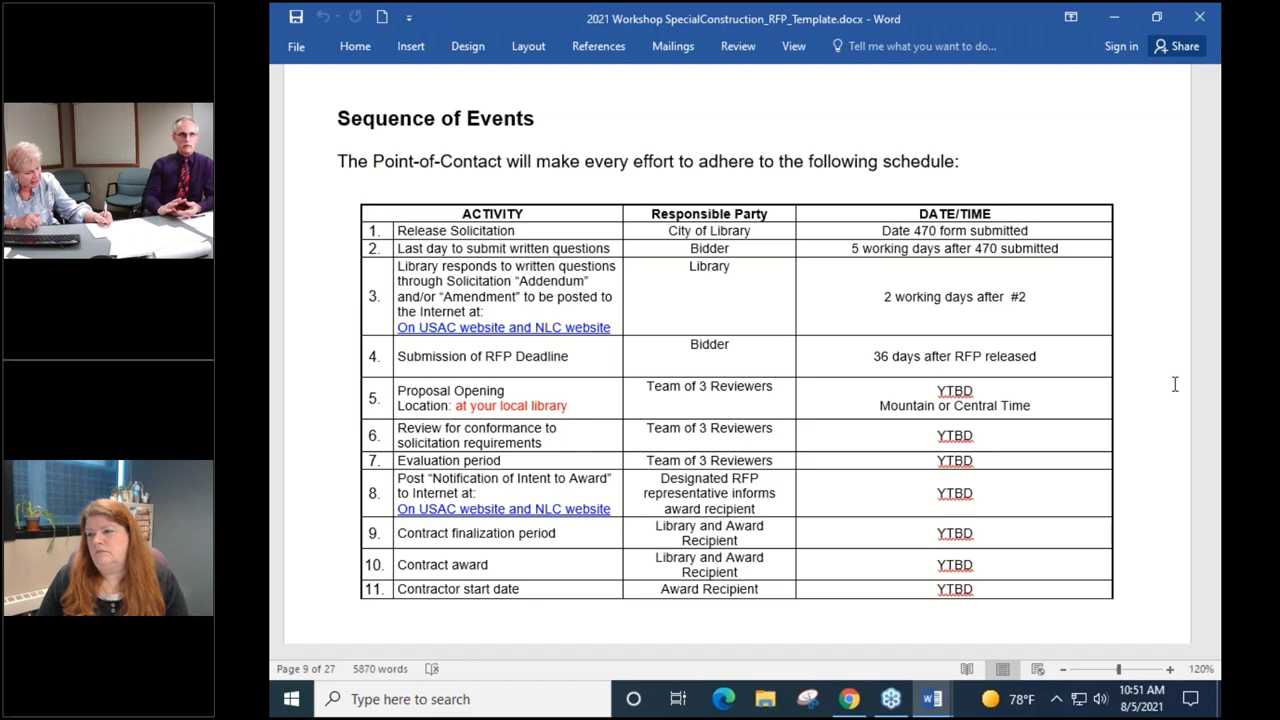 2021 Workshop SpecialConstruction_RFP_Template.docx - Word
File Home Insert Design Layout References Mailings Review View Tell me what you want to do... Sign in Share
Sequence of Events
The Point-of-Contact will make every effort to adhere to the following schedule:
ACTIVITY Responsible Party DATE/TIME
1. Release Solicitation City of Library Date 470 form submitted
2. Last day to submit written questions Bidder 5 working days after 470 submitted
3. Library responds to written questions
through Solicitation “Addendum”
and/or “Amendment” to be posted to
the Internet at:
On USAC website and NLC website
Library
2 working days after #2
4. Submission of RFP Deadline Bidder 36 days after RFP released
5. Proposal Opening
Location: at your local library
Team of 3 Reviewers
YTBD
Mountain or Central Time
6. Review for conformance to
solicitation requirements
Team of 3 Reviewers
YTBD
7. Evaluation period Team of 3 Reviewers YTBD
8. Post “Notification of Intent to Award”
to Internet at:
On USAC website and NLC website
Designated RFP
representative informs
award recipient
YTBD
9. Contract finalization period
Library and Award
Recipient
YTBD
10. Contract award
Library and Award
Recipient
YTBD
11. Contractor start date Award Recipient YTBD
Page 9 of 27 5870 words 120%
Type here to search 78°F 10:51 AM
8/5/2021